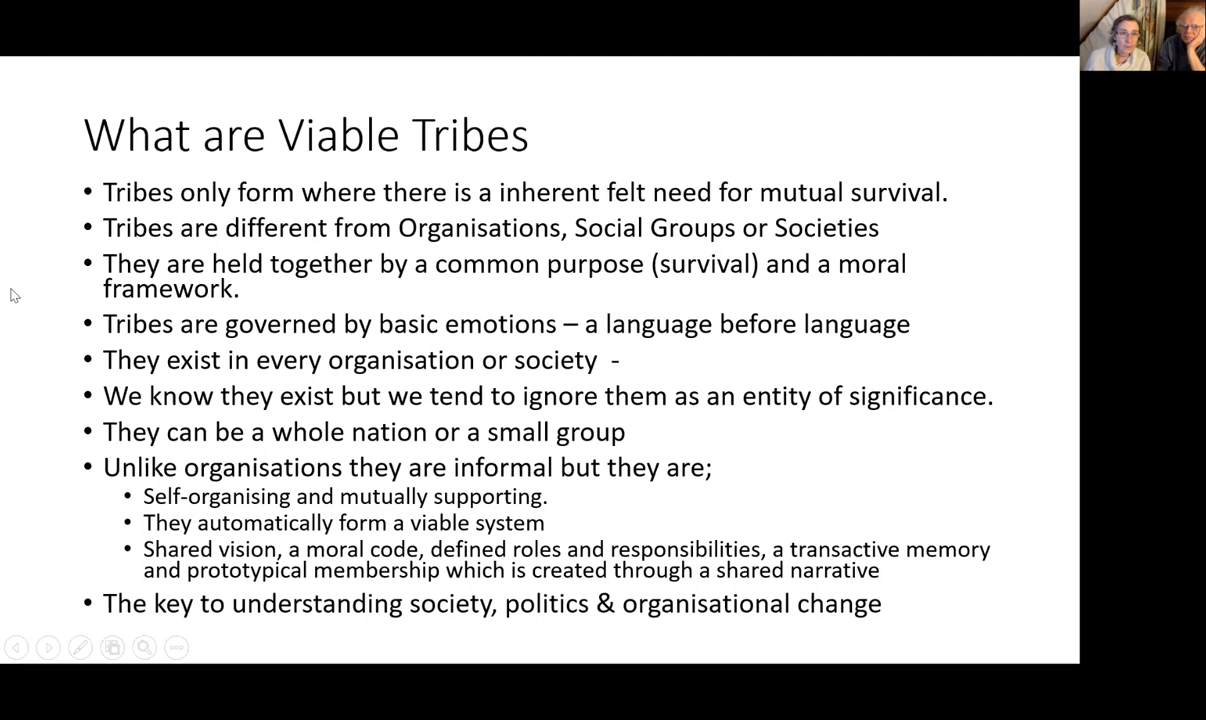 What are Viable Tribes
• Tribes only form where there is a inherent felt need for mutual survival.
• Tribes are different from Organisations, Social Groups or Societies
• They are held together by a common purpose (survival) and a moral
framework.
• Tribes are governed by basic emotions – a language before language
• They exist in every organisation or society -
• We know they exist but we tend to ignore them as an entity of significance.
• They can be a whole nation or a small group
• Unlike organisations they are informal but they are;
• Self-organising and mutually supporting.
• They automatically form a viable system
• Shared vision, a moral code, defined roles and responsibilities, a transactive memory
and prototypical membership which is created through a shared narrative
• The key to understanding society, politics & organisational change